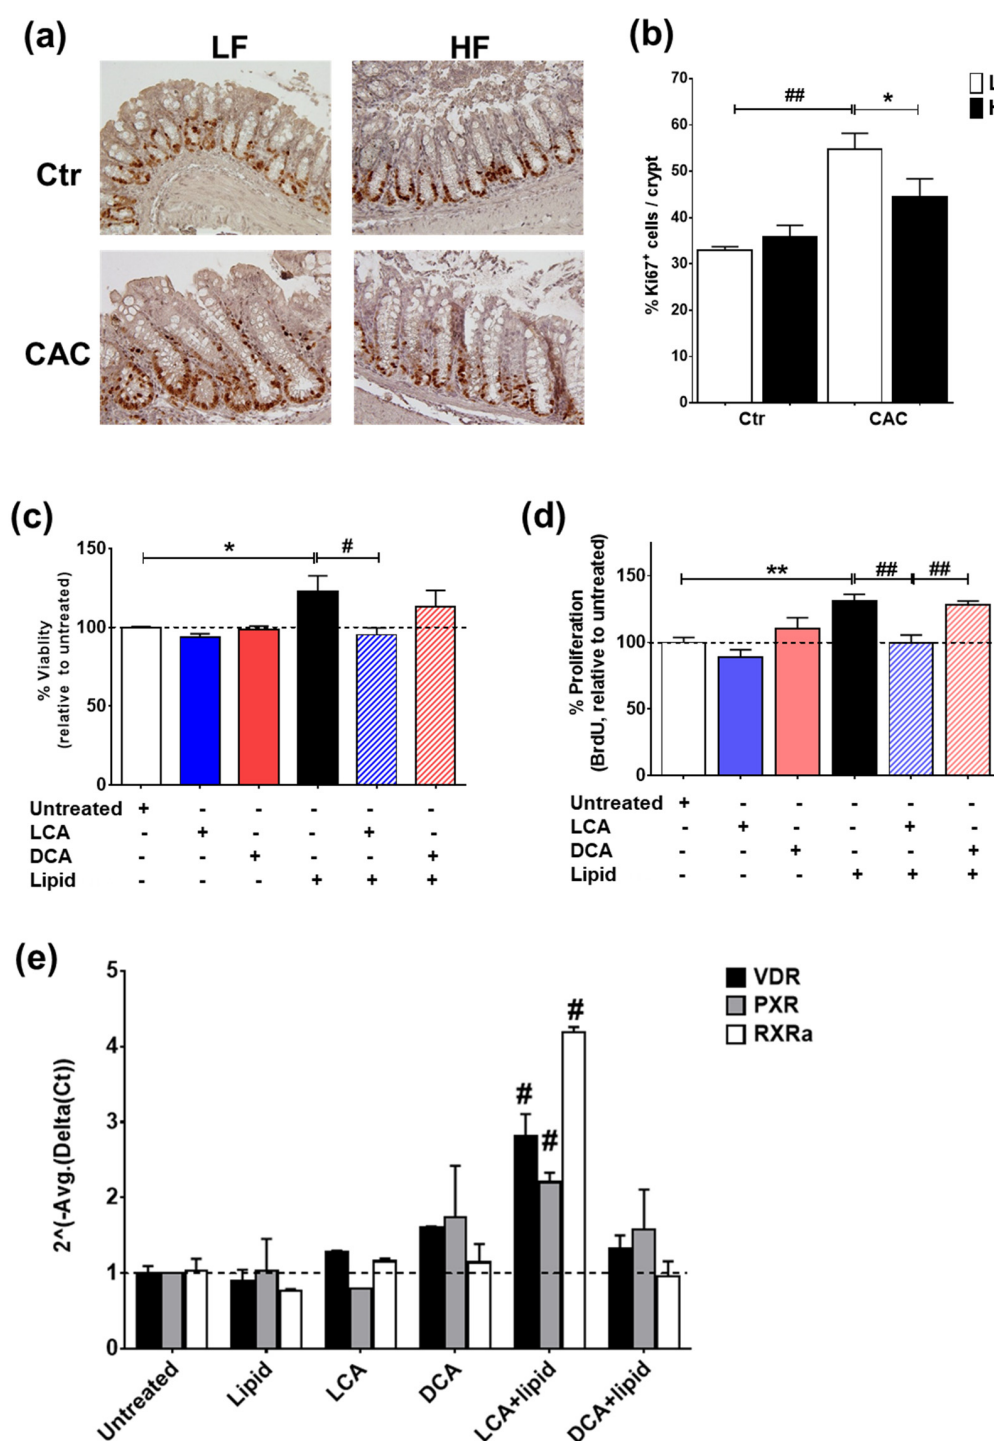 (a)
LF
HF
Ctr
CAC
(b)
% Ki67⁺ cells / crypt
70
60
50
40
30
20
10
0
##
*
L
H
Ctr
CAC
(c)
% Viability
(relative to untreated)
150
100
50
0
*
#
Untreated + - - - - -
LCA - + - - + -
DCA - - + - - +
Lipid - - - + + +
(d)
% Proliferation
(BrdU, relative to untreated)
150
100
50
0
**
##
##
Untreated + - - - - -
LCA - + - - + -
DCA - - + - - +
Lipid - - - + + +
(e)
2^(-Avg.(Delta(Ct))
5
4
3
2
1
0
#
#
#
VDR
PXR
RXRa
Untreated
Lipid
LCA
DCA
LCA+lipid
DCA+lipid